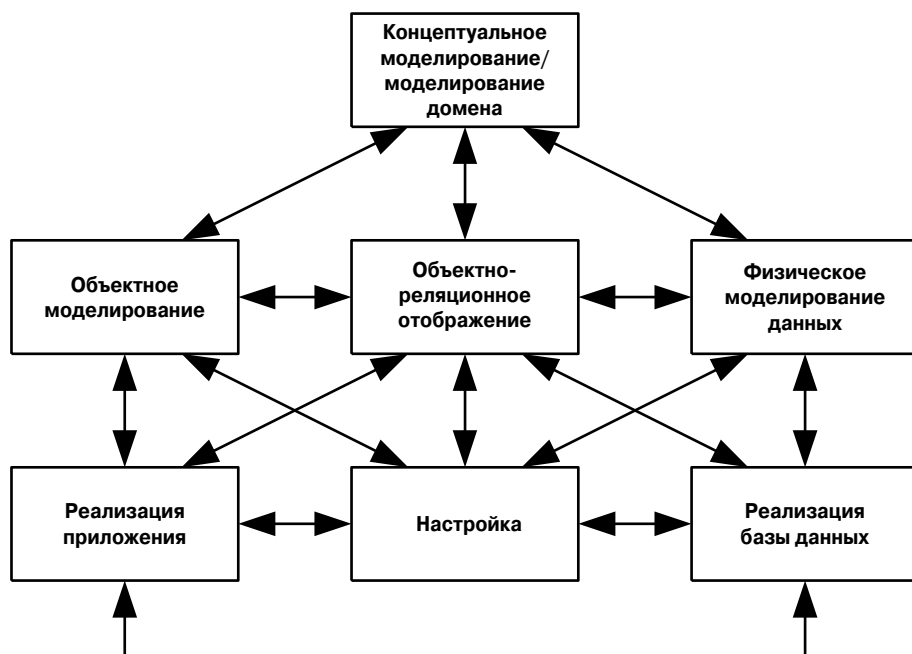 Концептуальное
моделирование/
моделирование
домена
Объектное
моделирование
Объектно-
реляционное
отображение
Физическое
моделирование
данных
Реализация
приложения
Настройка
Реализация
базы данных